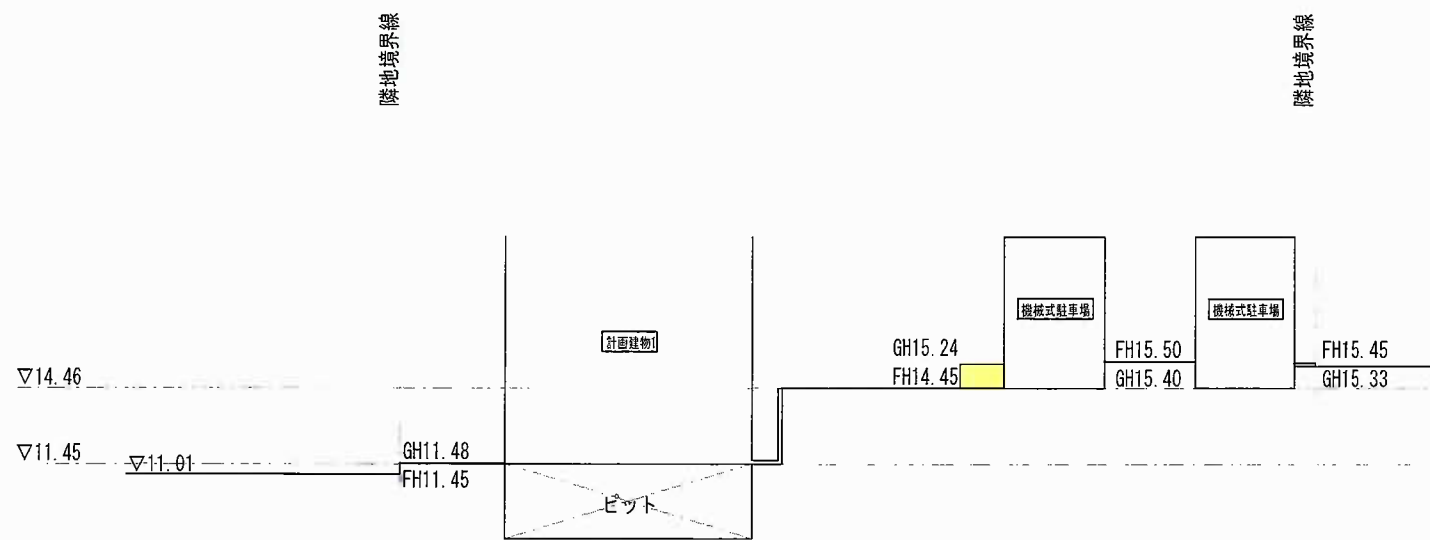 隣地境界線
隣地境界線
機械式駐車場
機械式駐車場
計画建物1
GH15.24
FH15.50
FH15.45
▽14.46
FH14.45
GH15.40
GH15.33
▽11.45
▽11.01
GH11.48
FH11.45
ピット